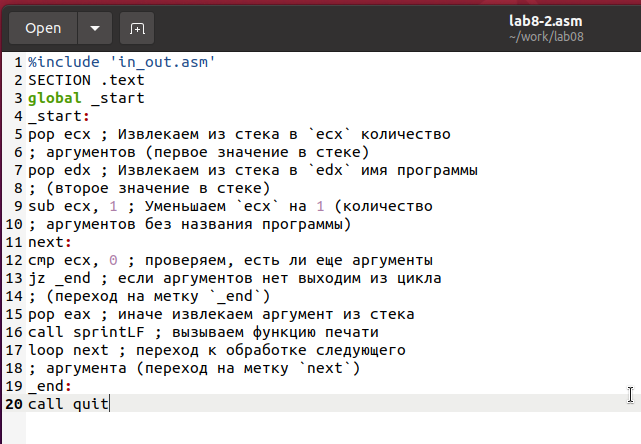 Open
lab8-2.asm
~/work/lab08
1 %include 'in_out.asm'
2 SECTION .text
3 global _start
4 _start:
5 pop ecx ; Извлекаем из стека в `ecx` количество
6 ; аргументов (первое значение в стеке)
7 pop edx ; Извлекаем из стека в `edx` имя программы
8 ; (второе значение в стеке)
9 sub ecx, 1 ; Уменьшаем `ecx` на 1 (количество
10 ; аргументов без названия программы)
11 next:
12 cmp ecx, 0 ; проверяем, есть ли еще аргументы
13 jz _end ; если аргументов нет выходим из цикла
14 ; (переход на метку `_end`)
15 pop eax ; иначе извлекаем аргумент из стека
16 call sprintLF ; вызываем функцию печати
17 loop next ; переход к обработке следующего
18 ; аргумента (переход на метку `next`)
19 _end:
20 call quit